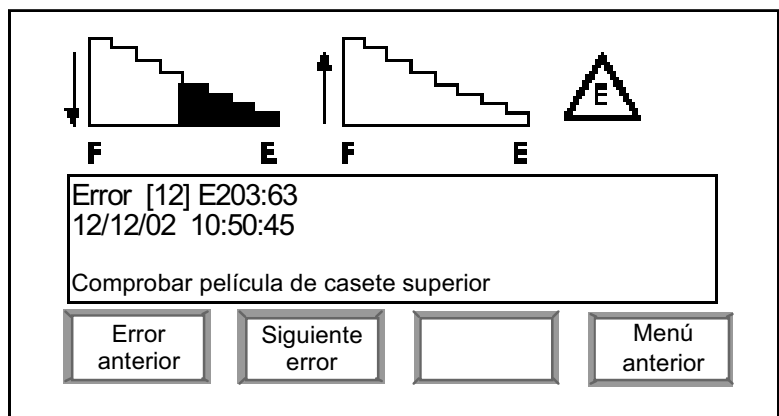 E
F E F E
Error [12] E203:63
12/12/02 10:50:45
Comprobar película de casete superior
Error
anterior
Siguiente
error
Menú
anterior